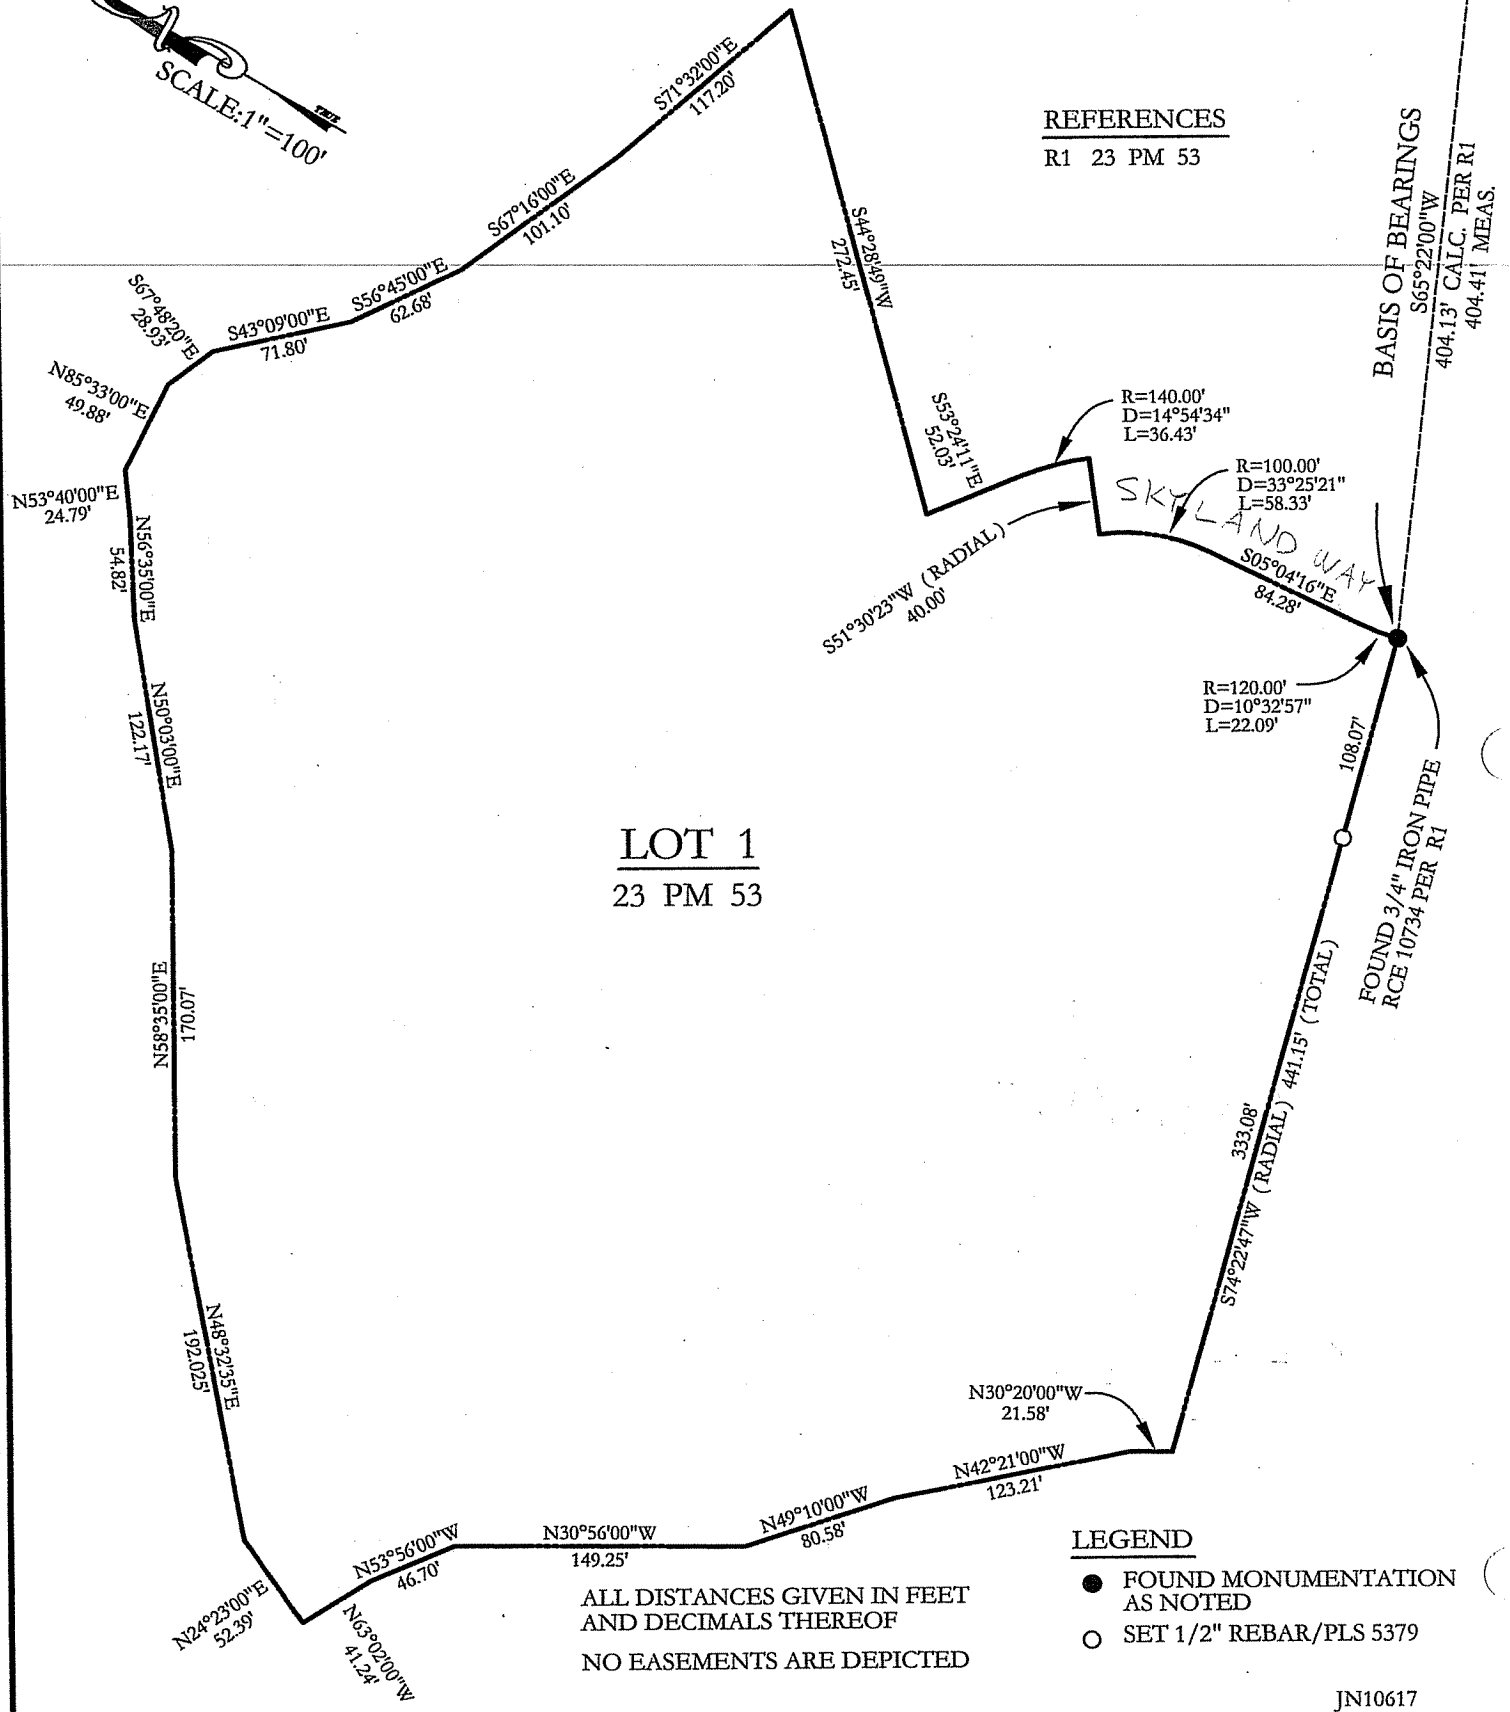 TRUE
SCALE:1"=100'
S71°32'00"E
117.20'
REFERENCES
R1 23 PM 53
BASIS OF BEARINGS
S65°22'00"W
404.13' CALC. PER R1
404.41' MEAS.
S67°16'00"E
101.10'
S44°28'49"W
272.45'
S56°45'00"E
62.68'
S67°48'20"E
28.93'
S43°09'00"E
71.80'
N85°33'00"E
49.88'
S53°24'11"E
52.03'
R=140.00'
D=14°54'34"
L=36.43'
R=100.00'
D=33°25'21"
L=58.33'
SKYLAND WAY
N53°40'00"E
24.79'
N56°35'00"E
54.82'
S51°30'23"W (RADIAL)
40.00'
S05°04'16"E
84.28'
R=120.00'
D=10°32'57"
L=22.09'
N50°03'00"E
122.17'
108.07'
FOUND 3/4" IRON PIPE
RCE 10734 PER R1
LOT 1
23 PM 53
N58°35'00"E
170.07'
333.08'
S74°22'47"W (RADIAL) 441.15' (TOTAL)
N48°32'35"E
192.025'
N30°20'00"W
21.58'
N42°21'00"W
123.21'
N49°10'00"W
80.58'
N30°56'00"W
149.25'
N53°56'00"W
46.70'
N24°23'00"E
52.39'
N63°02'00"W
41.24'
ALL DISTANCES GIVEN IN FEET
AND DECIMALS THEREOF
NO EASEMENTS ARE DEPICTED
LEGEND
FOUND MONUMENTATION
AS NOTED
SET 1/2" REBAR/PLS 5379
JN10617